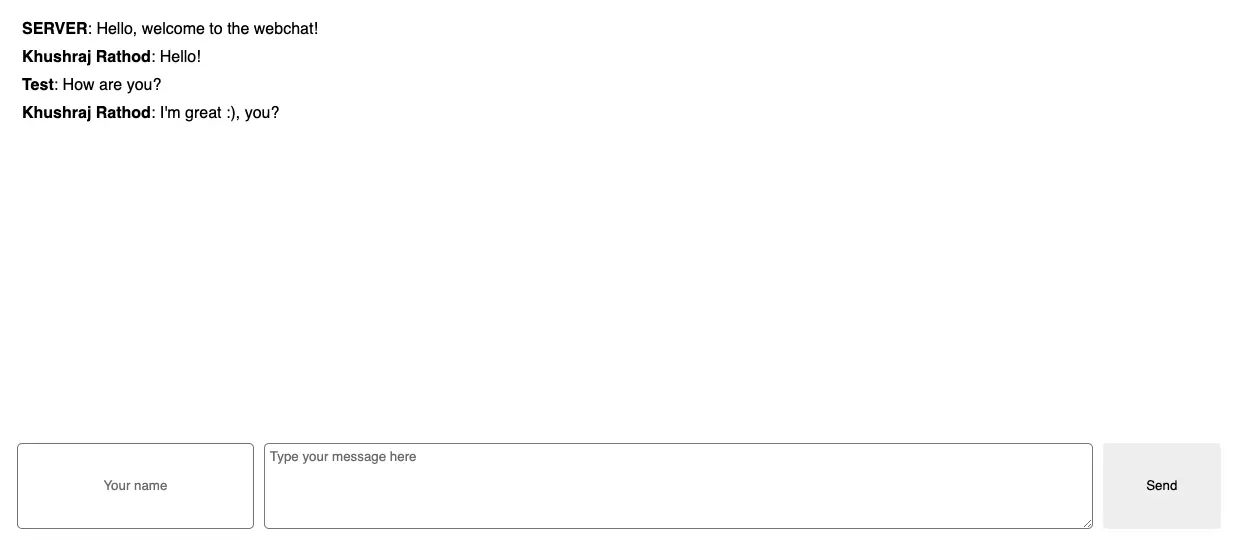 SERVER: Hello, welcome to the webchat!
Khushraj Rathod: Hello!
Test: How are you?
Khushraj Rathod: I'm great :), you?
Your name
Type your message here
Send